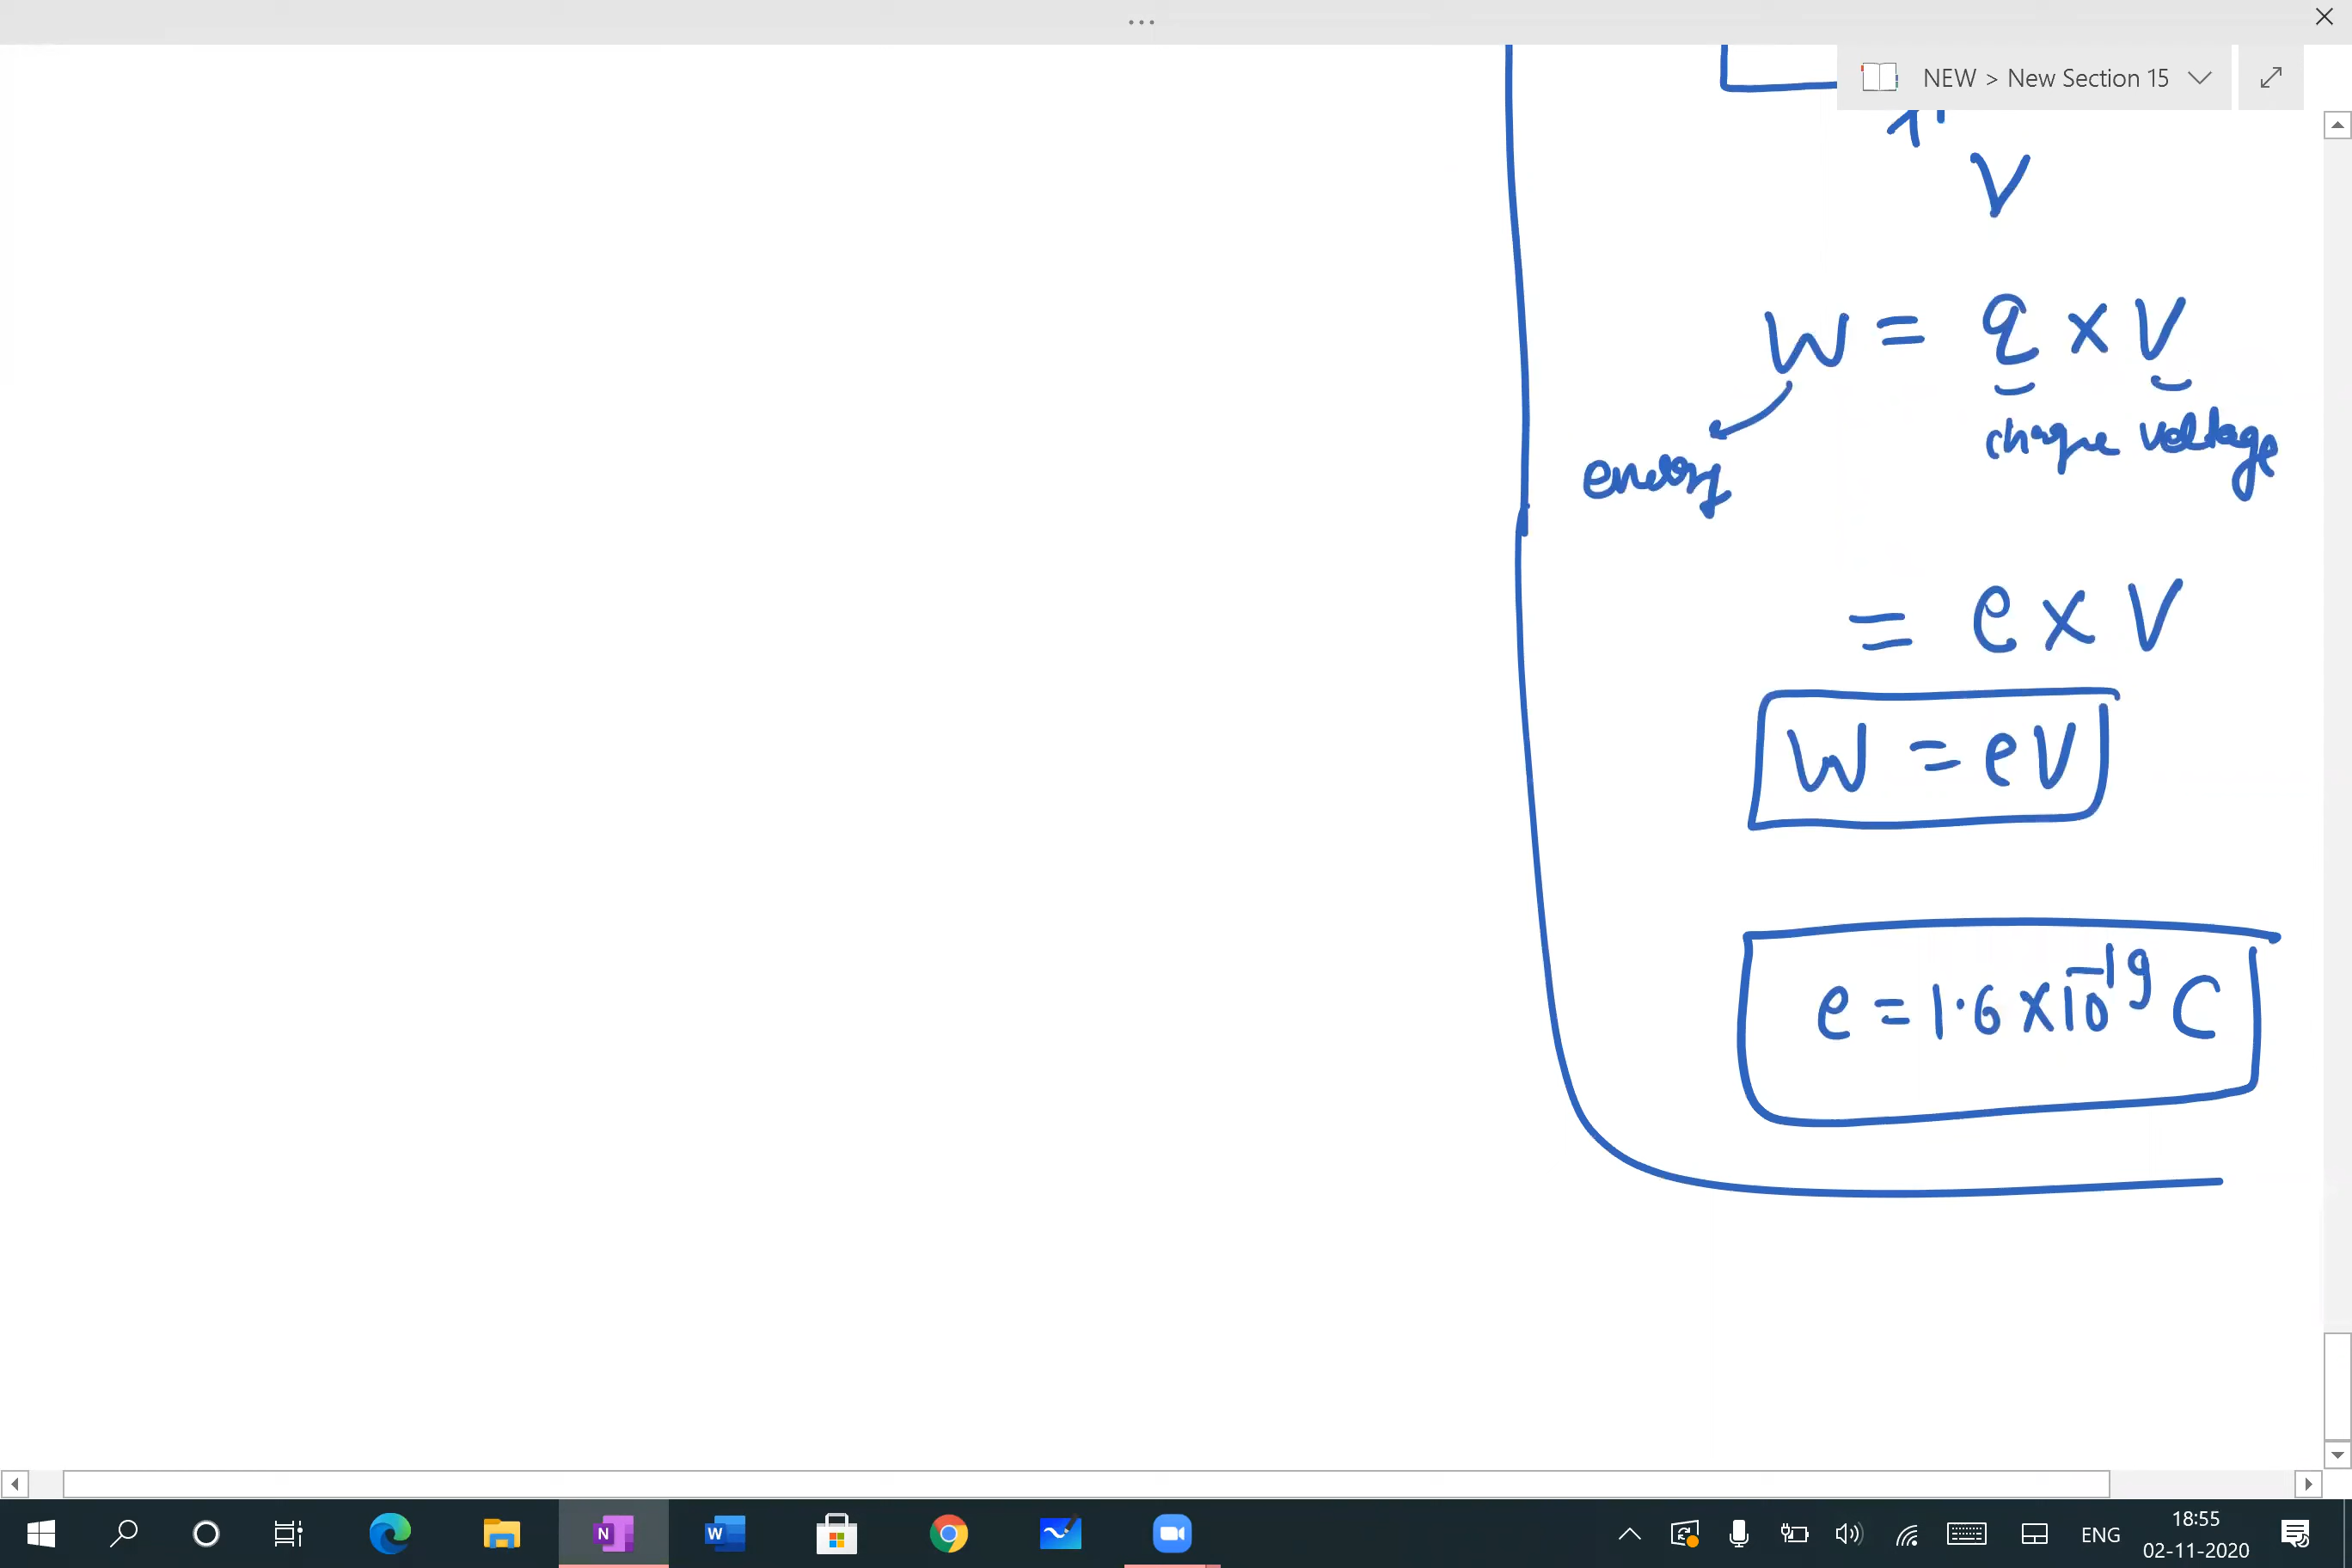 NEW > New Section 15
V
W = q × V
charge voltage
energy
= e × V
W = eV
e = 1.6 × 10⁻¹⁹ C
N
W
ENG
18:55
02-11-2020